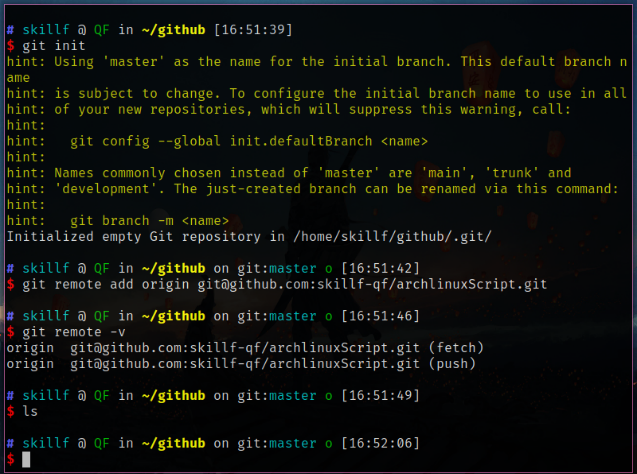 # skillf @ QF in ~/github [16:51:39]
$ git init
hint: Using 'master' as the name for the initial branch. This default branch n
ame
hint: is subject to change. To configure the initial branch name to use in all
hint: of your new repositories, which will suppress this warning, call:
hint:
hint:   git config --global init.defaultBranch <name>
hint:
hint: Names commonly chosen instead of 'master' are 'main', 'trunk' and
hint: 'development'. The just-created branch can be renamed via this command:
hint:
hint:   git branch -m <name>
Initialized empty Git repository in /home/skillf/github/.git/
# skillf @ QF in ~/github on git:master o [16:51:42]
$ git remote add origin git@github.com:skillf-qf/archlinuxScript.git
# skillf @ QF in ~/github on git:master o [16:51:46]
$ git remote -v
origin  git@github.com:skillf-qf/archlinuxScript.git (fetch)
origin  git@github.com:skillf-qf/archlinuxScript.git (push)
# skillf @ QF in ~/github on git:master o [16:51:49]
$ ls
# skillf @ QF in ~/github on git:master o [16:52:06]
$